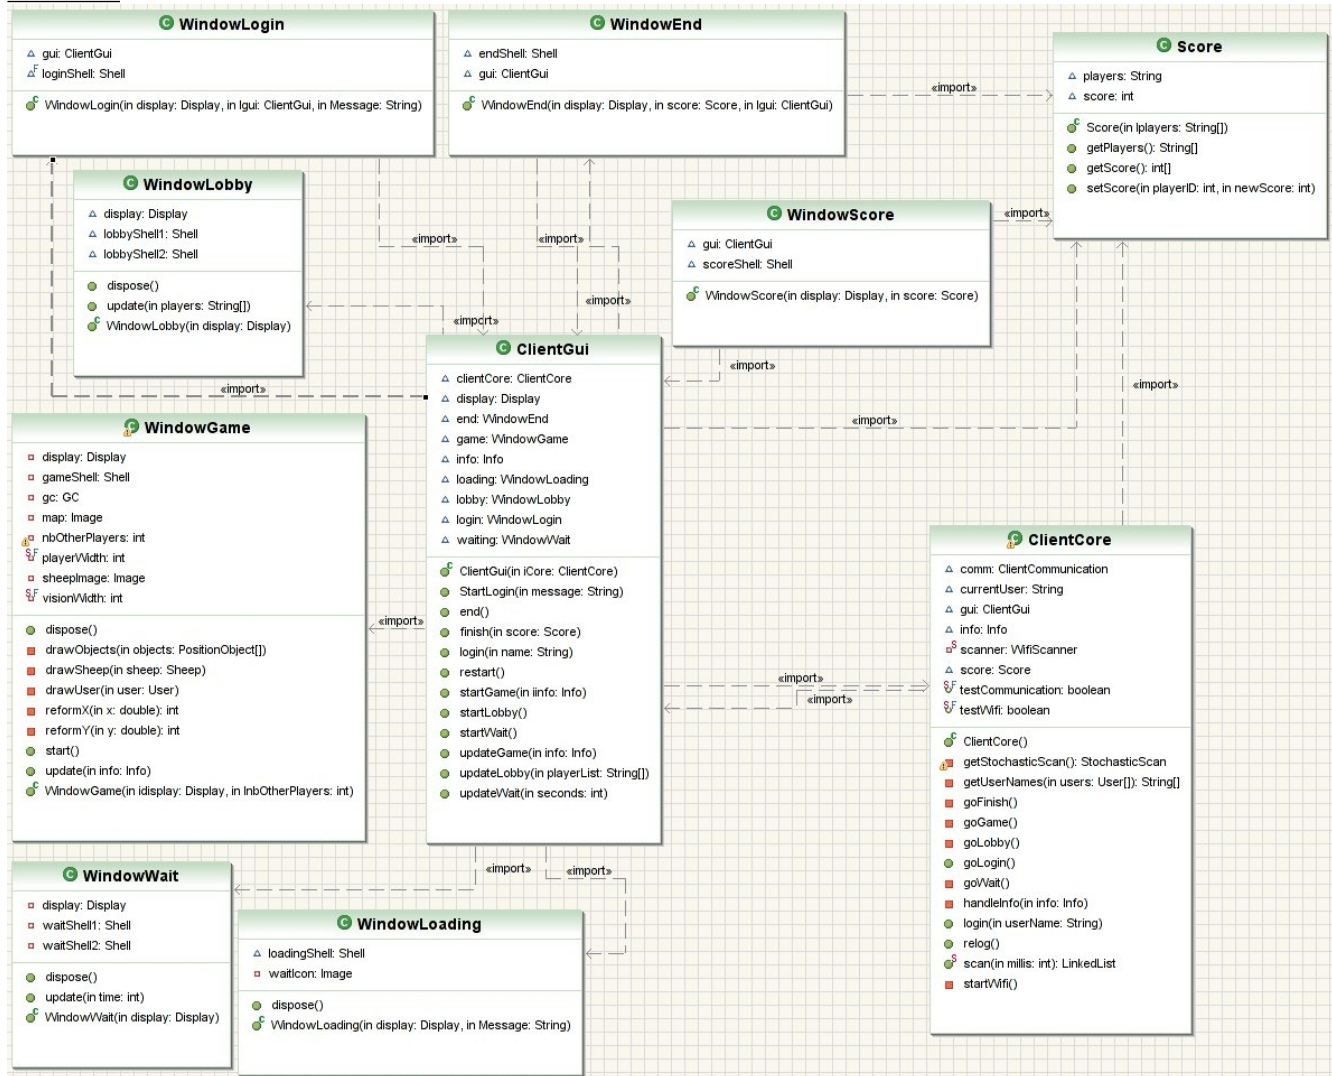 WindowLogin
gui: ClientGui
loginShell: Shell
WindowLogin(in display: Display, in lgui: ClientGui, in Message: String)
WindowEnd
endShell: Shell
gui: ClientGui
WindowEnd(in display: Display, in score: Score, in lgui: ClientGui)
«import»
Score
players: String
score: int
Score(in lplayers: String[])
getPlayers(): String[]
getScore(): int[]
setScore(in playerID: int, in newScore: int)
WindowLobby
display: Display
lobbyShell1: Shell
lobbyShell2: Shell
dispose()
update(in players: String[])
WindowLobby(in display: Display)
«import»
«import»
«import»
«import»
«import»
WindowScore
gui: ClientGui
scoreShell: Shell
WindowScore(in display: Display, in score: Score)
«import»
«import»
«import»
«import»
«import»
ClientGui
clientCore: ClientCore
display: Display
end: WindowEnd
game: WindowGame
info: Info
loading: WindowLoading
lobby: WindowLobby
login: WindowLogin
waiting: WindowWait
ClientGui(in iCore: ClientCore)
StartLogin(in message: String)
end()
finish(in score: Score)
login(in name: String)
restart()
startGame(in iinfo: Info)
startLobby()
startWait()
updateGame(in info: Info)
updateLobby(in playerList: String[])
updateWait(in seconds: int)
WindowGame
display: Display
gameShell: Shell
gc: GC
map: Image
nbOtherPlayers: int
playerWidth: int
sheepImage: Image
visionWidth: int
dispose()
drawObjects(in objects: PositionObject[])
drawSheep(in sheep: Sheep)
drawUser(in user: User)
reformX(in x: double): int
reformY(in y: double): int
start()
update(in info: Info)
WindowGame(in idisplay: Display, in lnbOtherPlayers: int)
«import»
«import»
«import»
ClientCore
comm: ClientCommunication
currentUser: String
gui: ClientGui
info: Info
scanner: WifiScanner
score: Score
testCommunication: boolean
testWifi: boolean
ClientCore()
getStochasticScan(): StochasticScan
getUserNames(in users: User[]): String[]
goFinish()
goGame()
goLobby()
goLogin()
goWait()
handleInfo(in info: Info)
login(in userName: String)
relog()
scan(in millis: int): LinkedList
startWifi()
WindowWait
display: Display
waitShell1: Shell
waitShell2: Shell
dispose()
update(in time: int)
WindowWait(in display: Display)
«import»
«import»
WindowLoading
loadingShell: Shell
waitIcon: Image
dispose()
WindowLoading(in display: Display, in Message: String)